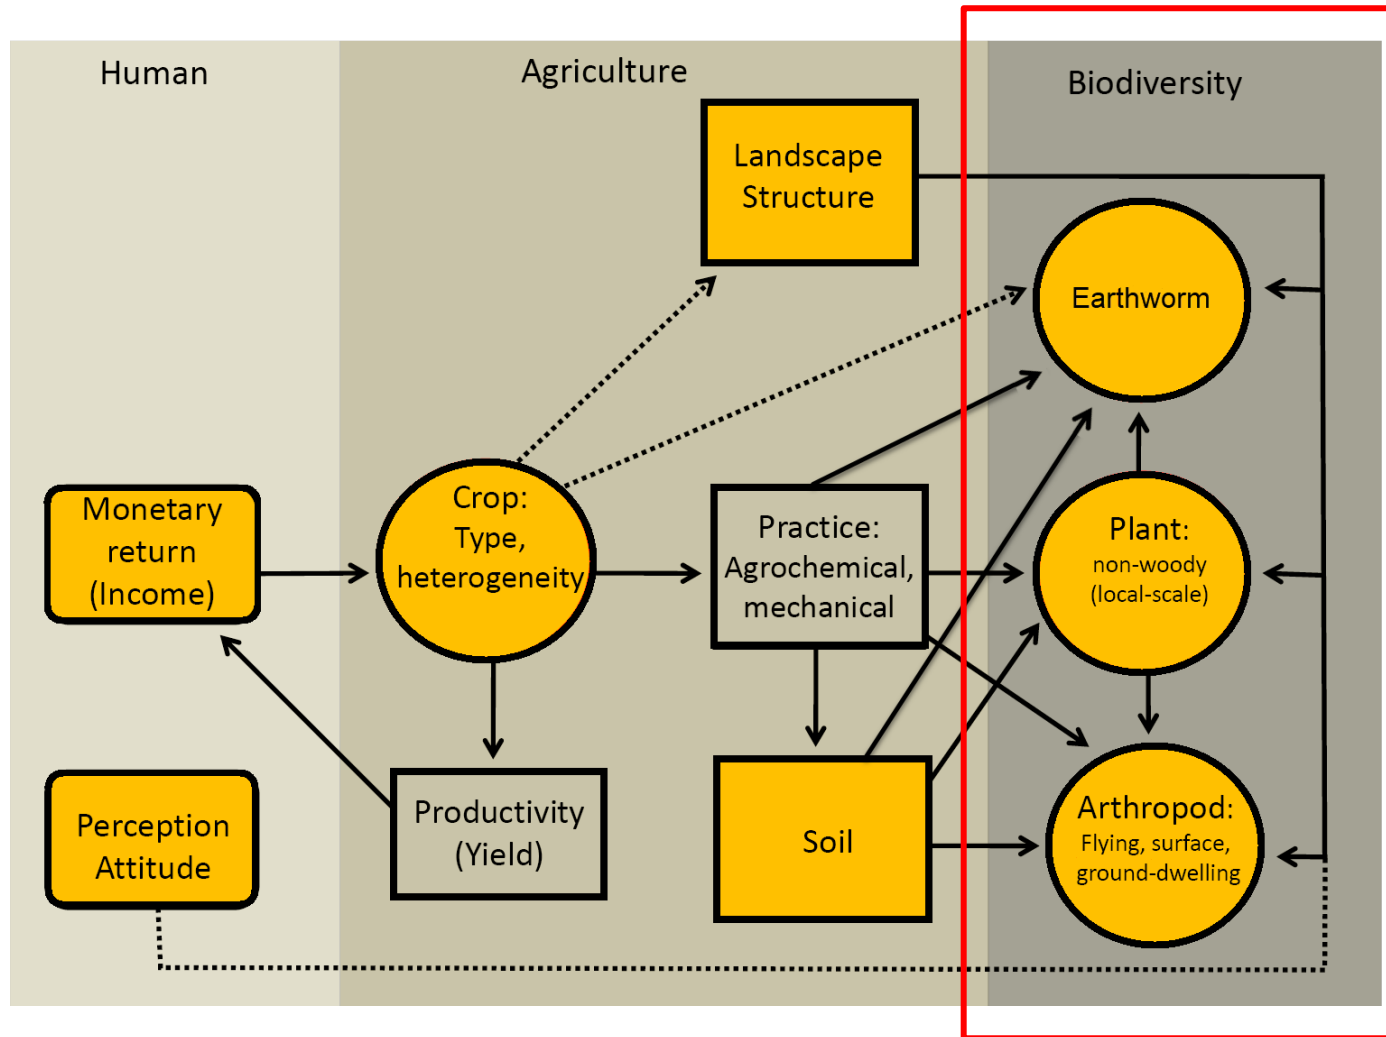 Human
Agriculture
Biodiversity
Landscape
Structure
Earthworm
Monetary
return
(Income)
Crop:
Type,
heterogeneity
Practice:
Agrochemical,
mechanical
Plant:
non-woody
(local-scale)
Perception
Attitude
Productivity
(Yield)
Soil
Arthropod:
Flying, surface,
ground-dwelling